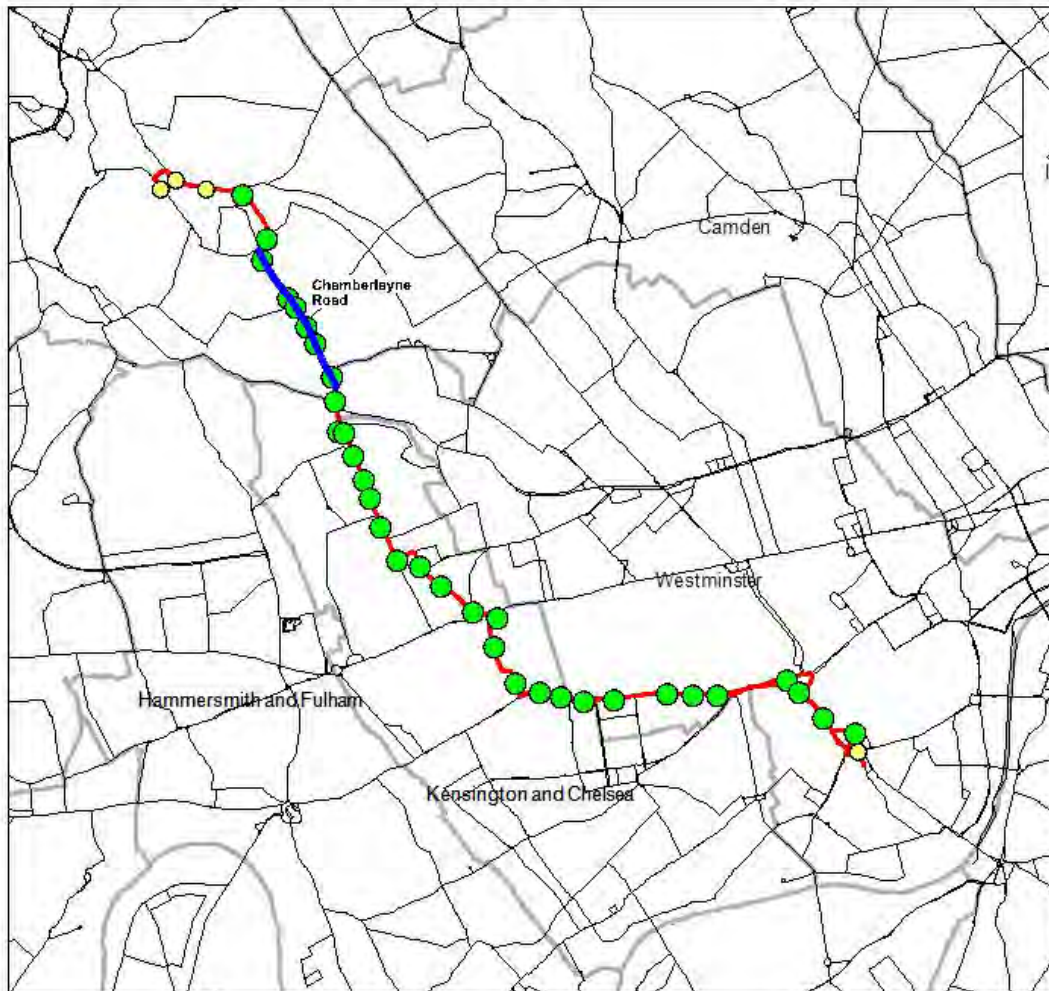 Camden
Chamberlayne
Road
Westminster
Hammersmith and Fulham
Kensington and Chelsea